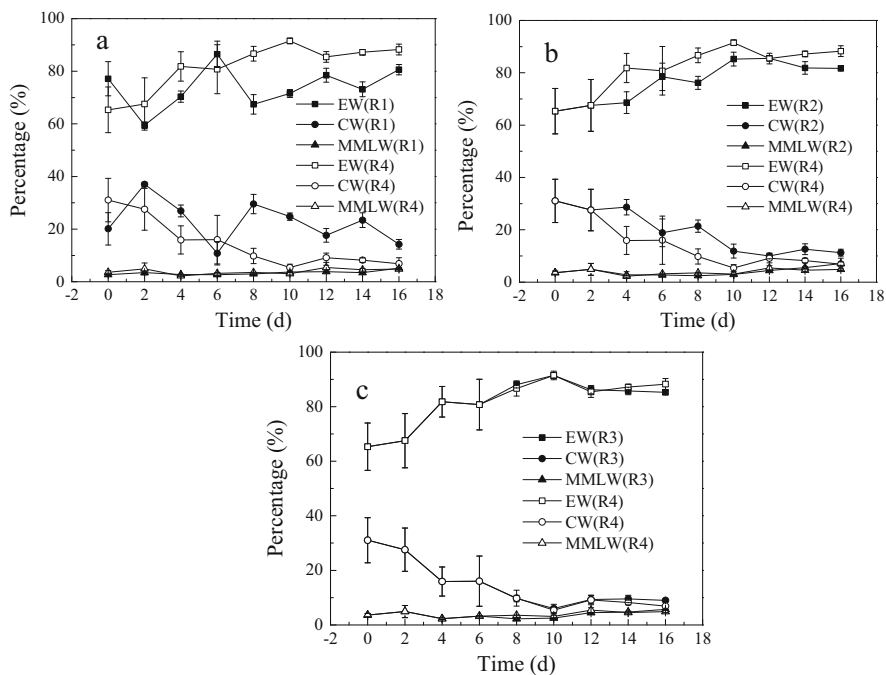 a
100
80
60
40
20
0
Percentage (%)
EW(R1)
CW(R1)
MMLW(R1)
EW(R4)
CW(R4)
MMLW(R4)
-2 0 2 4 6 8 10 12 14 16 18
Time (d)
b
100
80
60
40
20
0
Percentage (%)
EW(R2)
CW(R2)
MMLW(R2)
EW(R4)
CW(R4)
MMLW(R4)
-2 0 2 4 6 8 10 12 14 16 18
Time (d)
c
100
80
60
40
20
0
Percentage (%)
EW(R3)
CW(R3)
MMLW(R3)
EW(R4)
CW(R4)
MMLW(R4)
-2 0 2 4 6 8 10 12 14 16 18
Time (d)